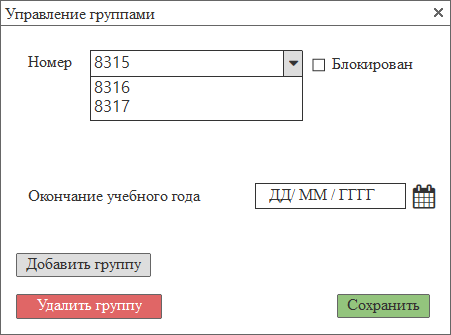 Управление группами
Номер 8315 Блокирован
8316
8317
Окончание учебного года ДД/ ММ / ГГГГ
Добавить группу
Удалить группу Сохранить